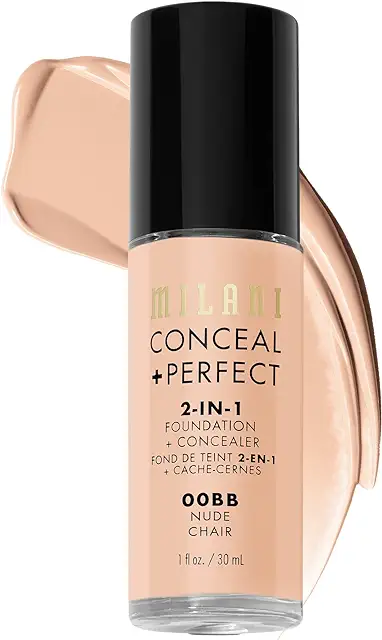 MILANI
CONCEAL
+PERFECT
2-IN-1
FOUNDATION
+ CONCEALER
FOND DE TEINT 2-EN-1
+ CACHE-CERNES
00BB
NUDE
CHAIR
1 fl oz. / 30 mL